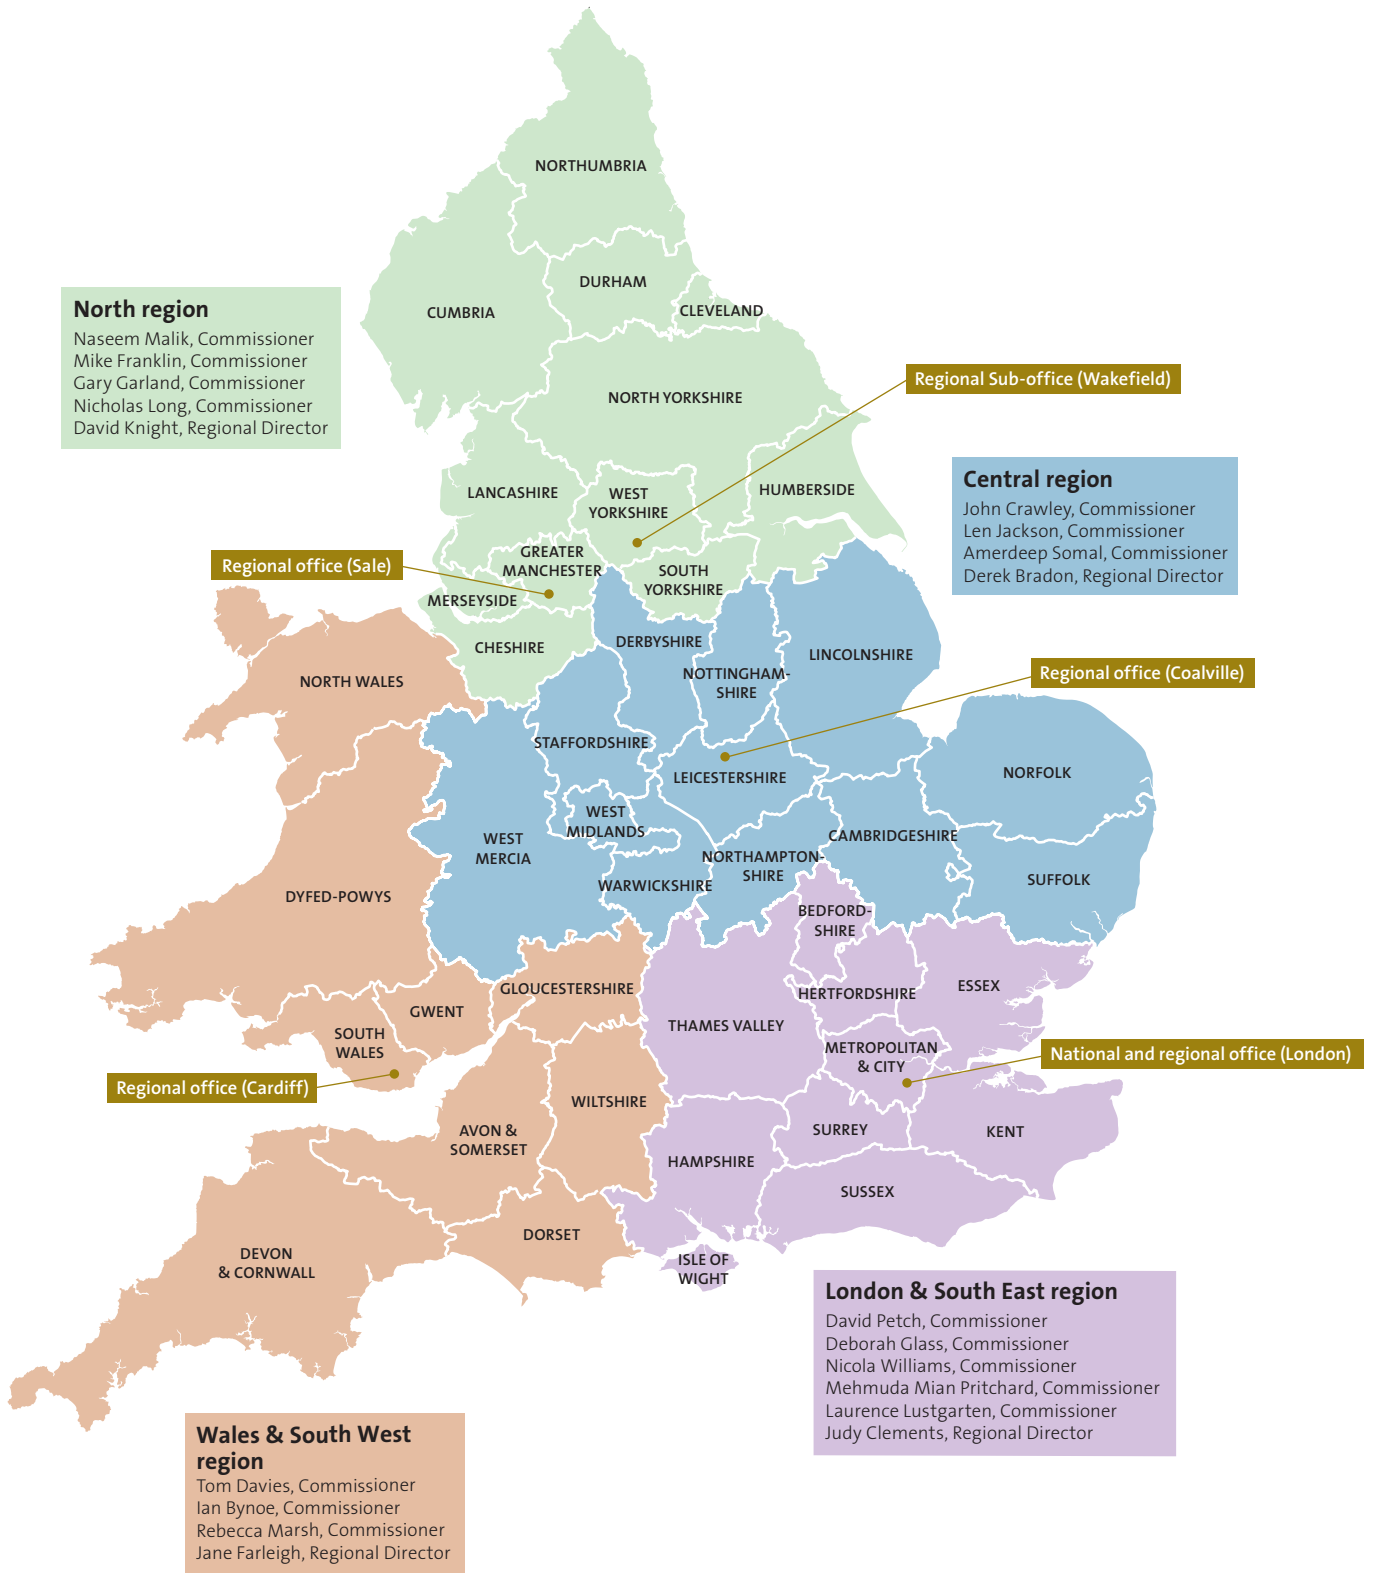 NORTHUMBRIA
DURHAM
CLEVELAND
CUMBRIA
North region
Naseem Malik, Commissioner
Mike Franklin, Commissioner
Gary Garland, Commissioner
Nicholas Long, Commissioner
David Knight, Regional Director
Regional Sub-office (Wakefield)
NORTH YORKSHIRE
LANCASHIRE
WEST
YORKSHIRE
HUMBERSIDE
Central region
John Crawley, Commissioner
Len Jackson, Commissioner
Amerdeep Somal, Commissioner
Derek Bradon, Regional Director
Regional office (Sale)
GREATER
MANCHESTER
SOUTH
YORKSHIRE
MERSEYSIDE
CHESHIRE
DERBYSHIRE
NOTTINGHAM-
SHIRE
LINCOLNSHIRE
Regional office (Coalville)
NORTH WALES
STAFFORDSHIRE
LEICESTERSHIRE
NORFOLK
WEST
MIDLANDS
WEST
MERCIA
CAMBRIDGESHIRE
NORTHAMPTON-
SHIRE
WARWICKSHIRE
SUFFOLK
DYFED-POWYS
BEDFORD-
SHIRE
GLOUCESTERSHIRE
HERTFORDSHIRE
ESSEX
GWENT
SOUTH
WALES
THAMES VALLEY
METROPOLITAN
& CITY
National and regional office (London)
Regional office (Cardiff)
WILTSHIRE
AVON &
SOMERSET
SURREY
KENT
HAMPSHIRE
SUSSEX
DORSET
DEVON
& CORNWALL
ISLE OF
WIGHT
London & South East region
David Petch, Commissioner
Deborah Glass, Commissioner
Nicola Williams, Commissioner
Mehmuda Mian Pritchard, Commissioner
Laurence Lustgarten, Commissioner
Judy Clements, Regional Director
Wales & South West
region
Tom Davies, Commissioner
Ian Bynoe, Commissioner
Rebecca Marsh, Commissioner
Jane Farleigh, Regional Director